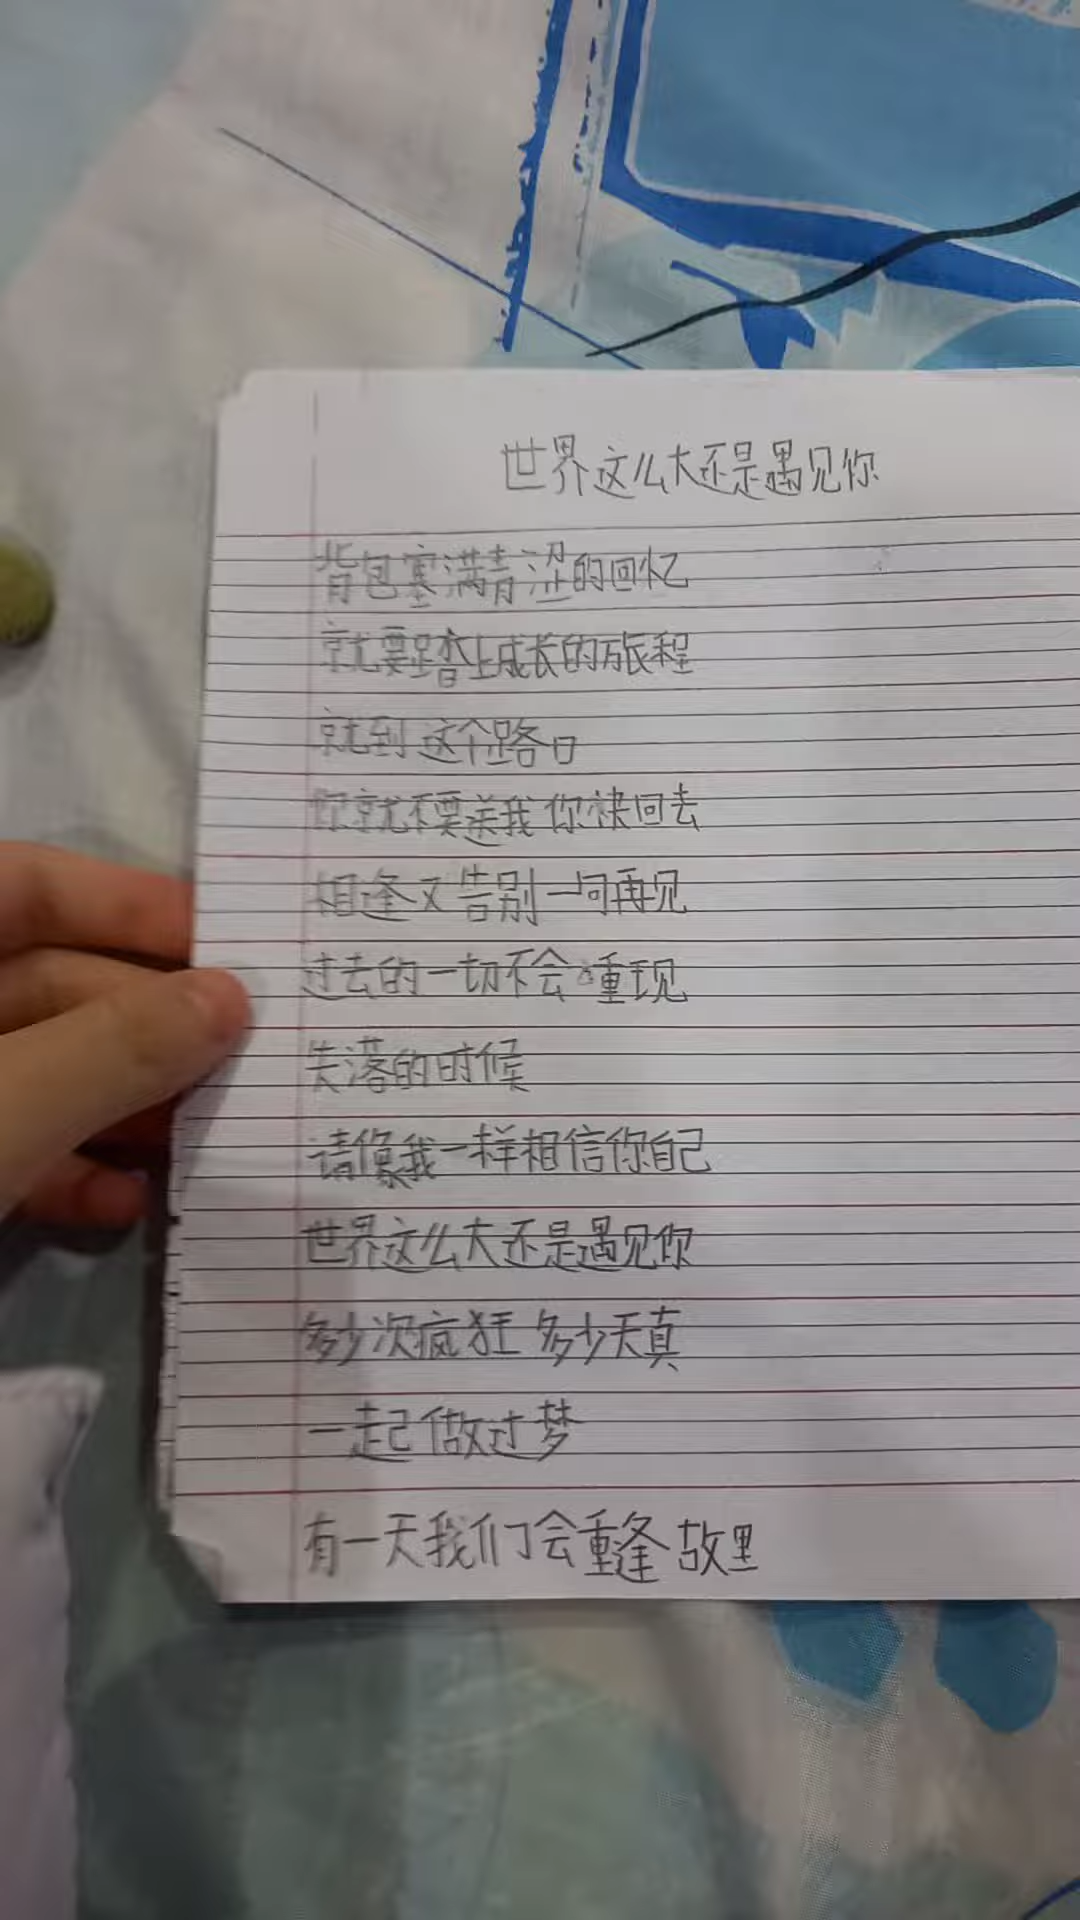 世界这么大还是遇见你
背包塞满青涩的回忆
就要踏上成长的旅程
就到这个路口
你就不要送我 你快回去
相逢又告别一句再见
过去的一切不会重现
失落的时候
请像我一样相信你自己
世界这么大还是遇见你
多少次疯狂 多少天真
一起做过梦
有一天我们会重逢 故里